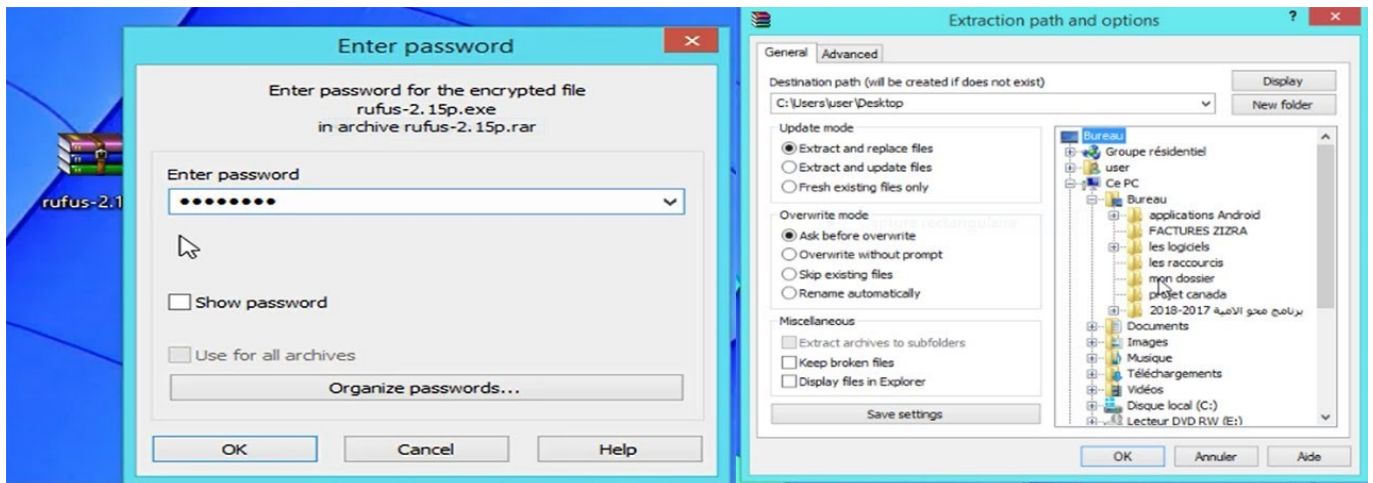 Enter password
Enter password for the encrypted file
rufus-2.15p.exe
in archive rufus-2.15p.rar
Enter password
••••••••
Show password
Use for all archives
Organize passwords...
OK
Cancel
Help
rufus-2.1
Extraction path and options
General
Advanced
Destination path (will be created if does not exist)
C:\Users\user\Desktop
Display
New folder
Update mode
Extract and replace files
Extract and update files
Fresh existing files only
Overwrite mode
Ask before overwrite
Overwrite without prompt
Skip existing files
Rename automatically
Miscellaneous
Extract archives to subfolders
Keep broken files
Display files in Explorer
Save settings
Bureau
Groupe résidentiel
user
Ce PC
Bureau
applications Android
FACTURES ZIZRA
les logiciels
les raccourcis
mon dossier
projet canada
برنامج محو الامية 2017-2018
Documents
Images
Musique
Téléchargements
Vidéos
Disque local (C:)
Lecteur DVD RW (E:)
OK
Annuler
Aide